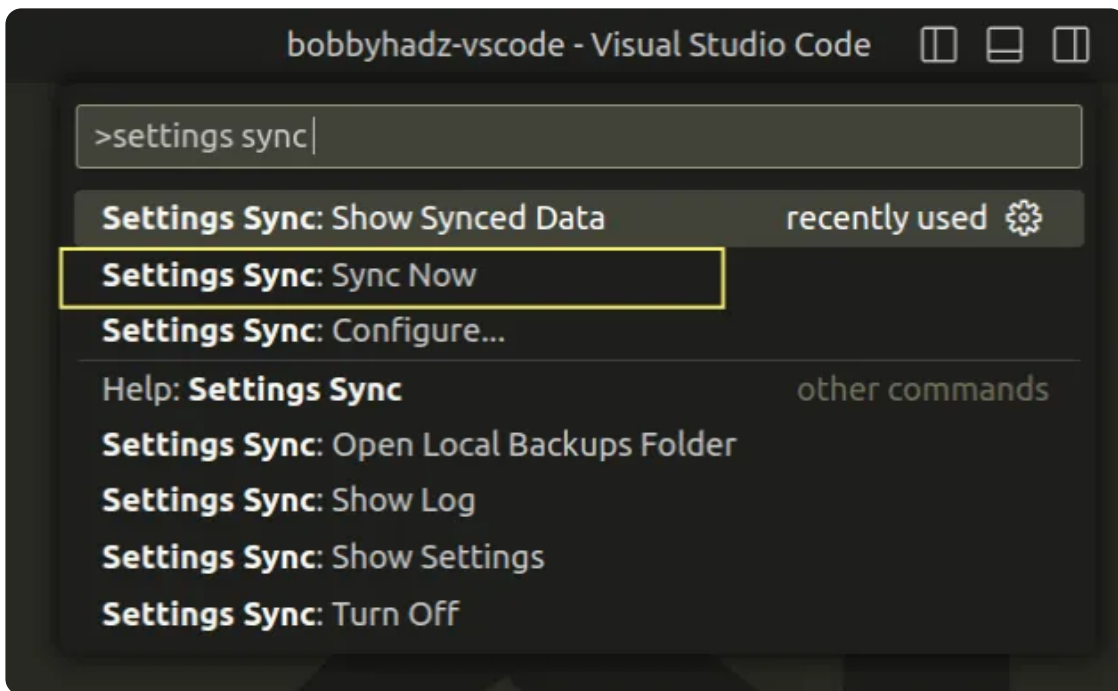 bobbyhadz-vscode - Visual Studio Code
>settings sync
Settings Sync: Show Synced Data recently used
Settings Sync: Sync Now
Settings Sync: Configure...
Help: Settings Sync other commands
Settings Sync: Open Local Backups Folder
Settings Sync: Show Log
Settings Sync: Show Settings
Settings Sync: Turn Off